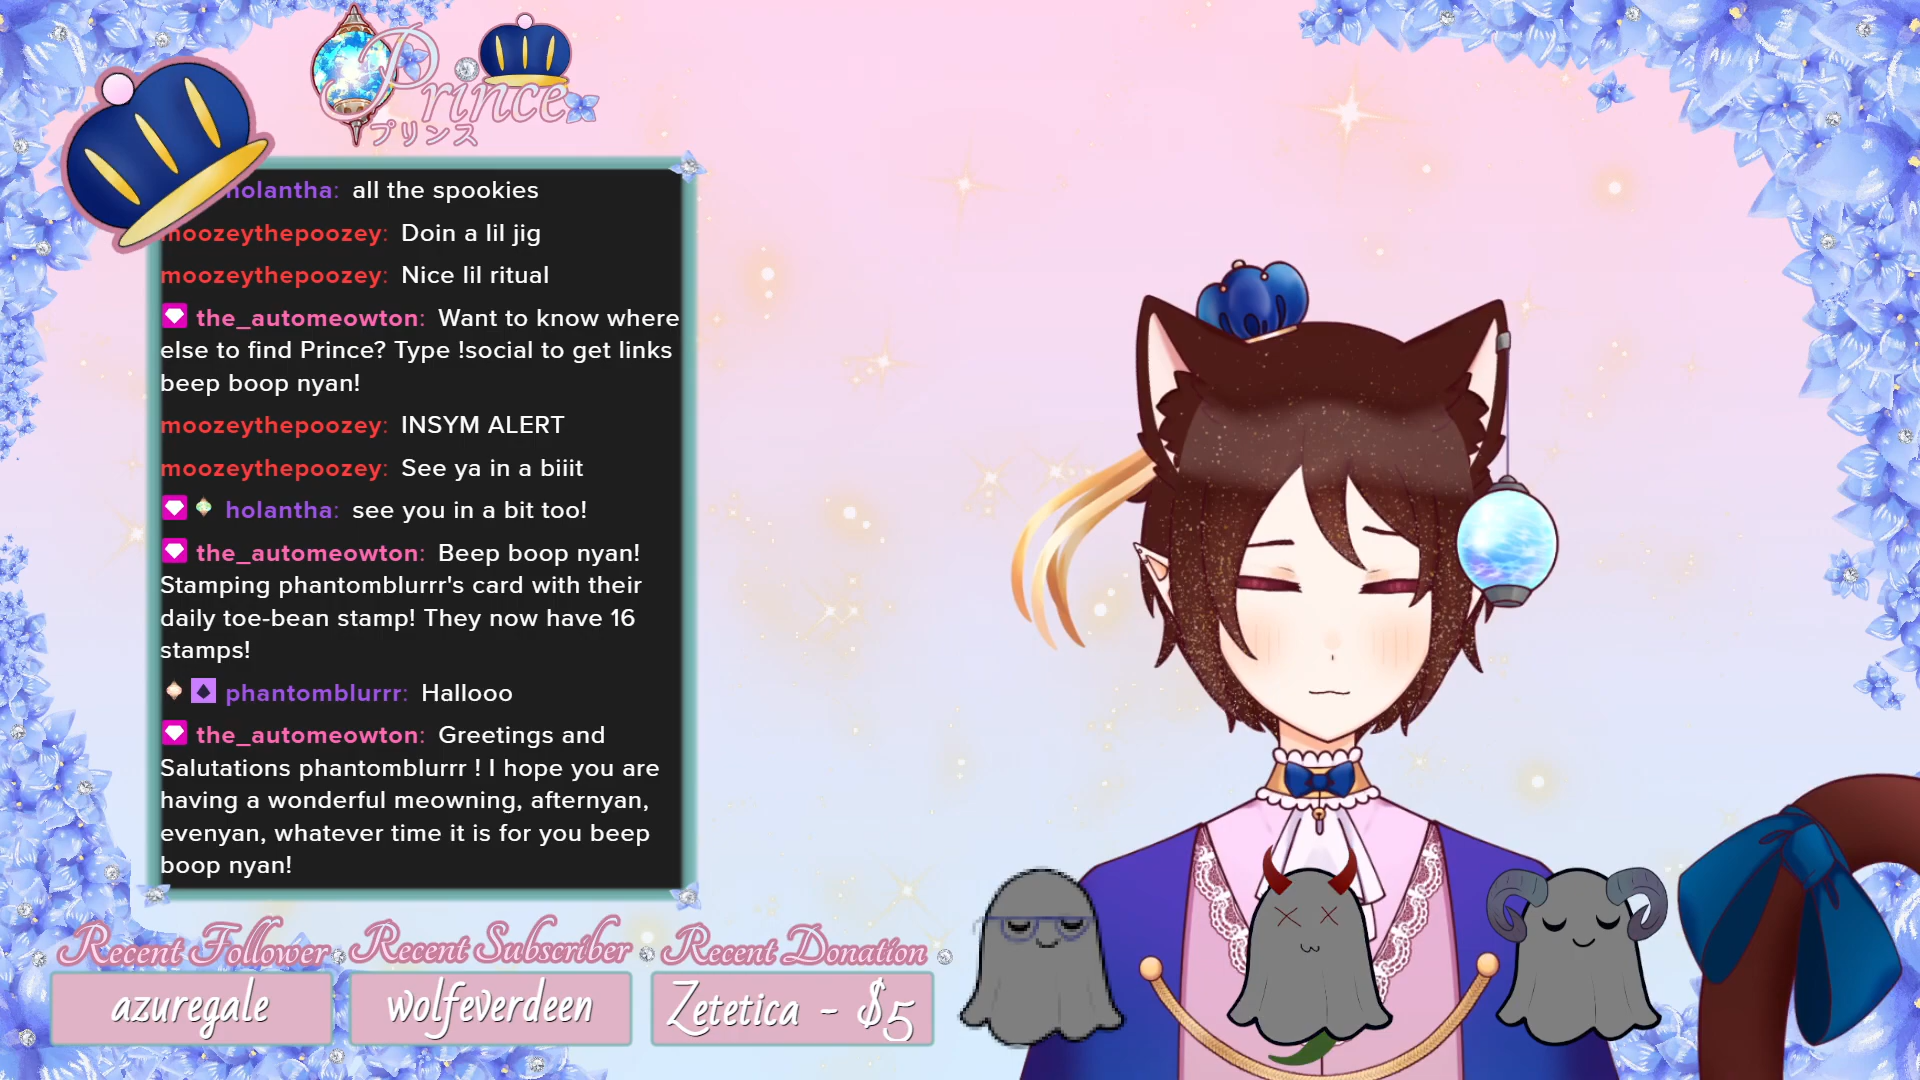 Prince
プリンス
holantha: all the spookies
moozeythepoozey: Doin a lil jig
moozeythepoozey: Nice lil ritual
the_automeowton: Want to know where
else to find Prince? Type !social to get links
beep boop nyan!
moozeythepoozey: INSYM ALERT
moozeythepoozey: See ya in a biiit
holantha: see you in a bit too!
the_automeowton: Beep boop nyan!
Stamping phantomblurrr's card with their
daily toe-bean stamp! They now have 16
stamps!
phantomblurrr: Hallooo
the_automeowton: Greetings and
Salutations phantomblurrr ! I hope you are
having a wonderful meowning, afternyan,
evenyan, whatever time it is for you beep
boop nyan!
Recent Follower
azuregale
Recent Subscriber
wolfeverdeen
Recent Donation
Zetetica - $5